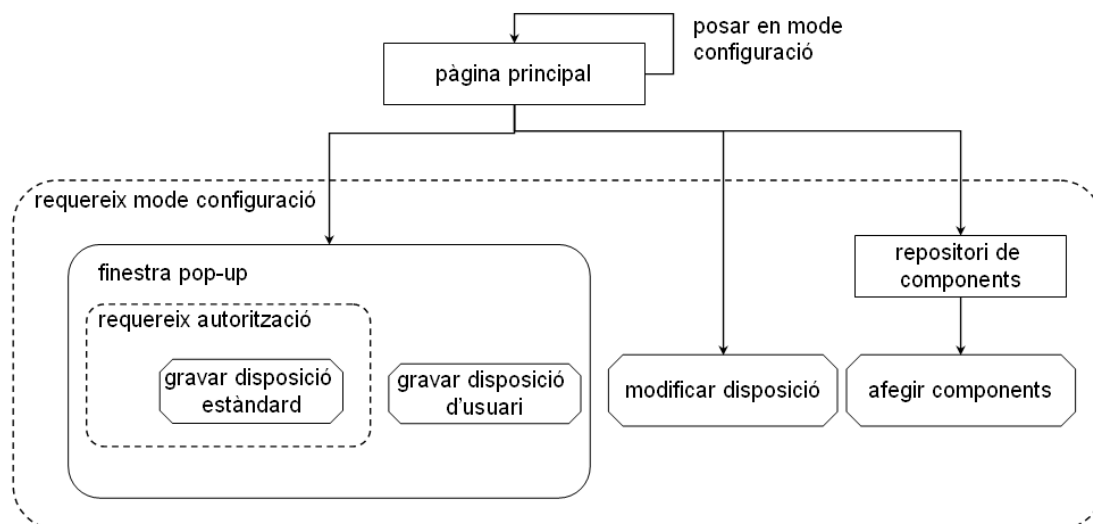 posar en mode
configuració
pàgina principal
requereix mode configuració
repositori de
components
finestra pop-up
requereix autorització
gravar disposició
estàndard
gravar disposició
d'usuari
modificar disposició
afegir components